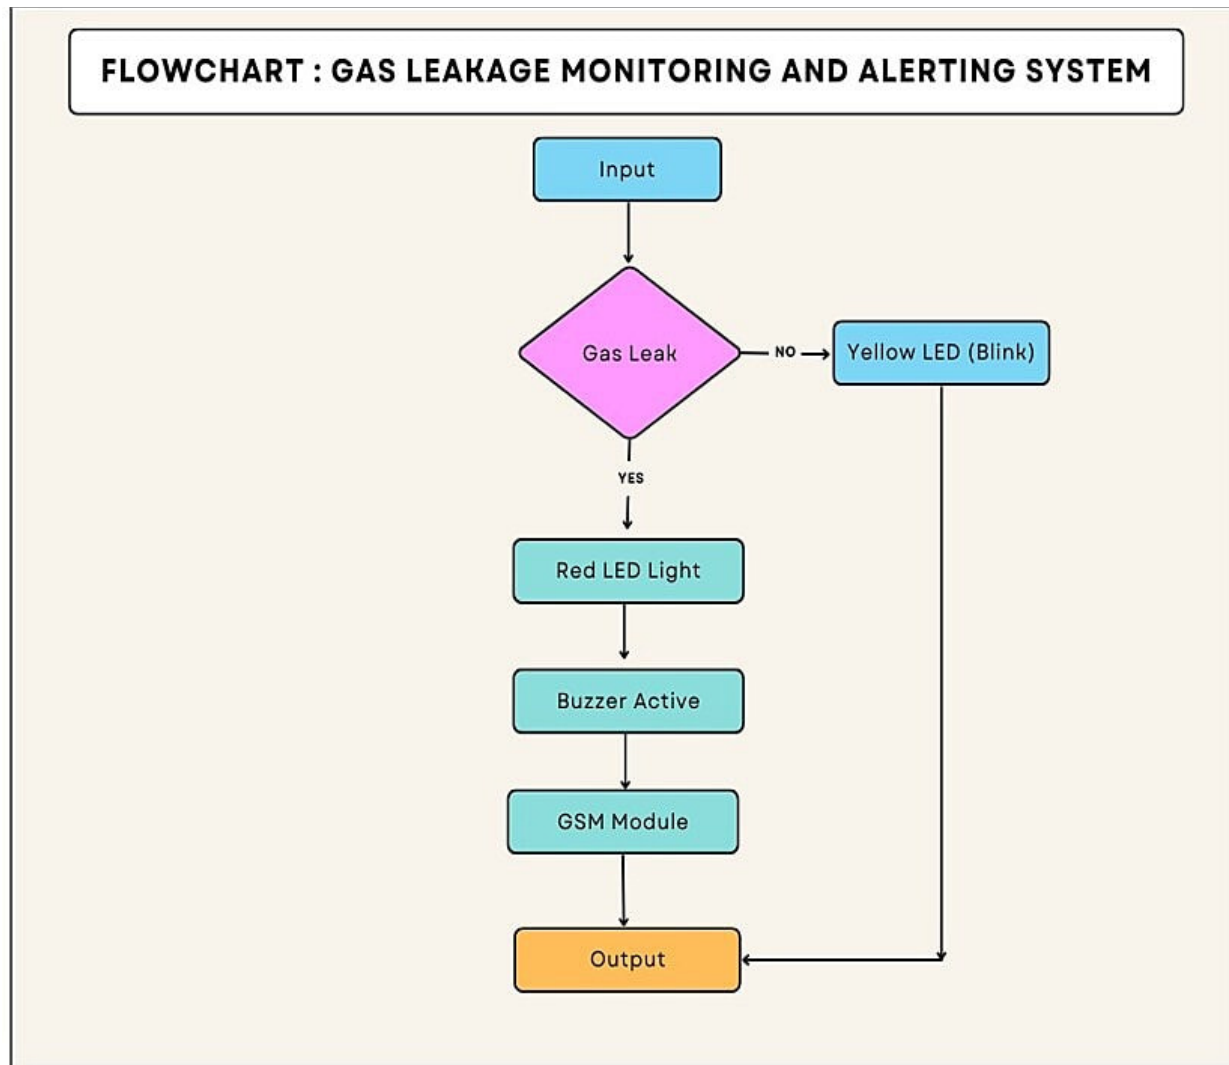 FLOWCHART : GAS LEAKAGE MONITORING AND ALERTING SYSTEM
Input
Gas Leak
NO
Yellow LED (Blink)
YES
Red LED Light
Buzzer Active
GSM Module
Output